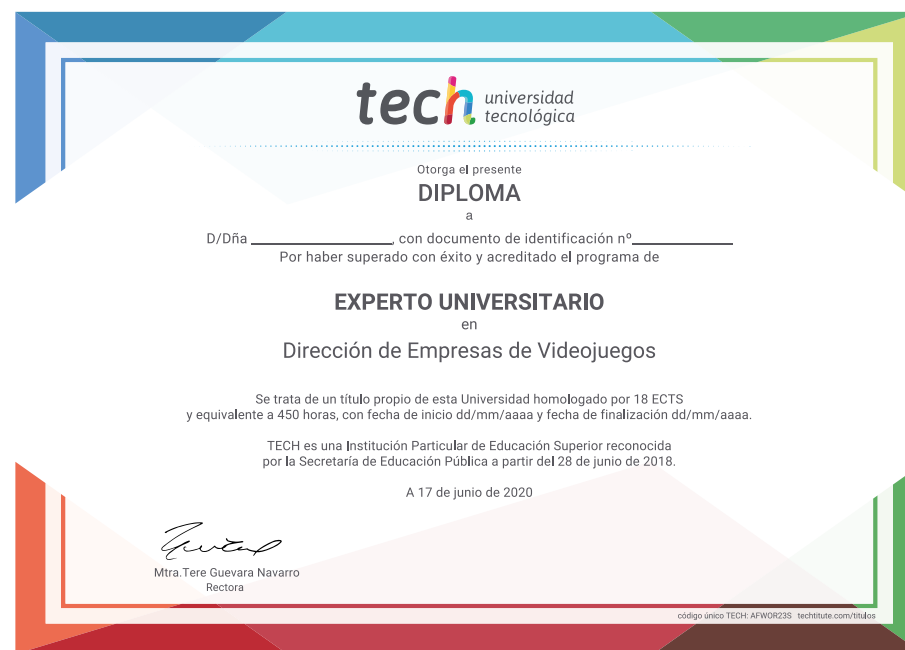 tech universidad
tecnológica
Otorga el presente
DIPLOMA
a
D/Dña ____________________, con documento de identificación nº______________
Por haber superado con éxito y acreditado el programa de
EXPERTO UNIVERSITARIO
en
Dirección de Empresas de Videojuegos
Se trata de un título propio de esta Universidad homologado por 18 ECTS
y equivalente a 450 horas, con fecha de inicio dd/mm/aaaa y fecha de finalización dd/mm/aaaa.
TECH es una Institución Particular de Educación Superior reconocida
por la Secretaría de Educación Pública a partir del 28 de junio de 2018.
A 17 de junio de 2020
Mtra.Tere Guevara Navarro
Rectora
código único TECH: AFWOR23S techtitute.com/titulos